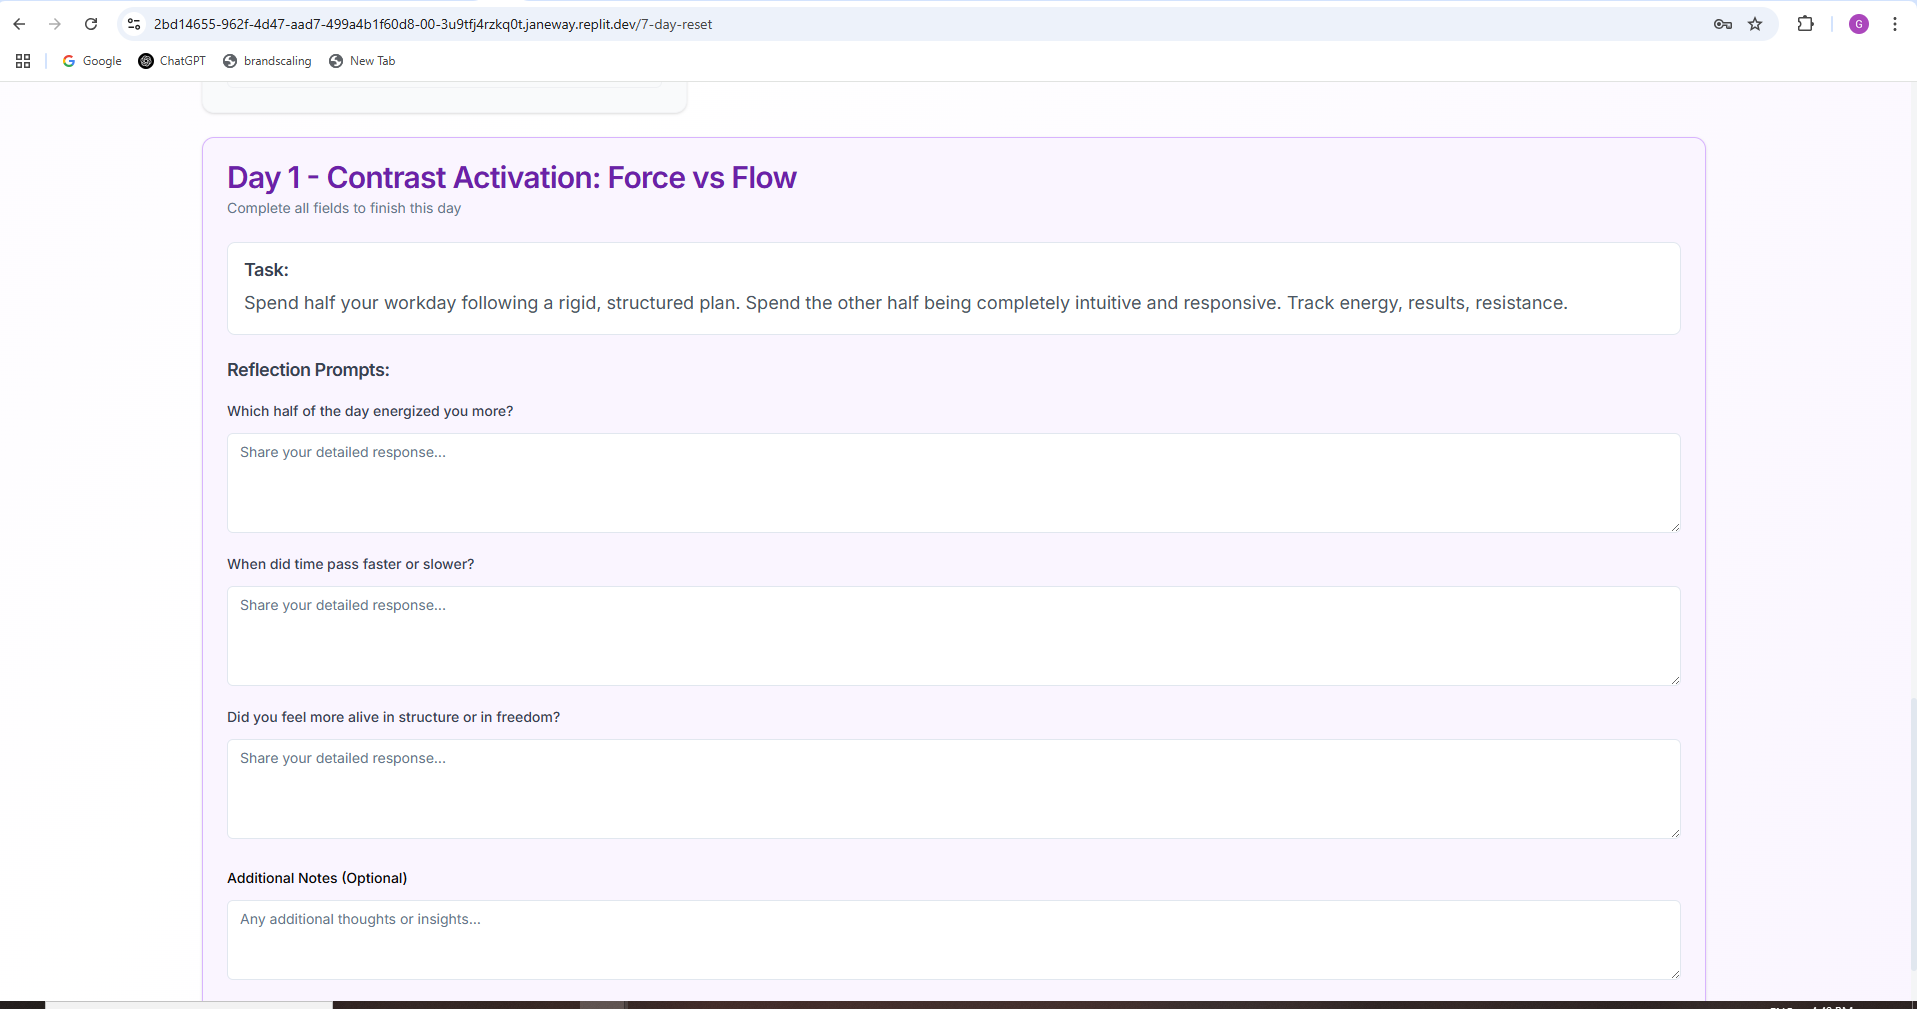 2bd14655-962f-4d47-aad7-499a4b1f60d8-00-3u9tfj4rzkq0t.janeway.replit.dev/7-day-reset
G
Google
ChatGPT
brandscaling
New Tab
Day 1 - Contrast Activation: Force vs Flow
Complete all fields to finish this day
Task:
Spend half your workday following a rigid, structured plan. Spend the other half being completely intuitive and responsive. Track energy, results, resistance.
Reflection Prompts:
Which half of the day energized you more?
Share your detailed response...
When did time pass faster or slower?
Share your detailed response...
Did you feel more alive in structure or in freedom?
Share your detailed response...
Additional Notes (Optional)
Any additional thoughts or insights...